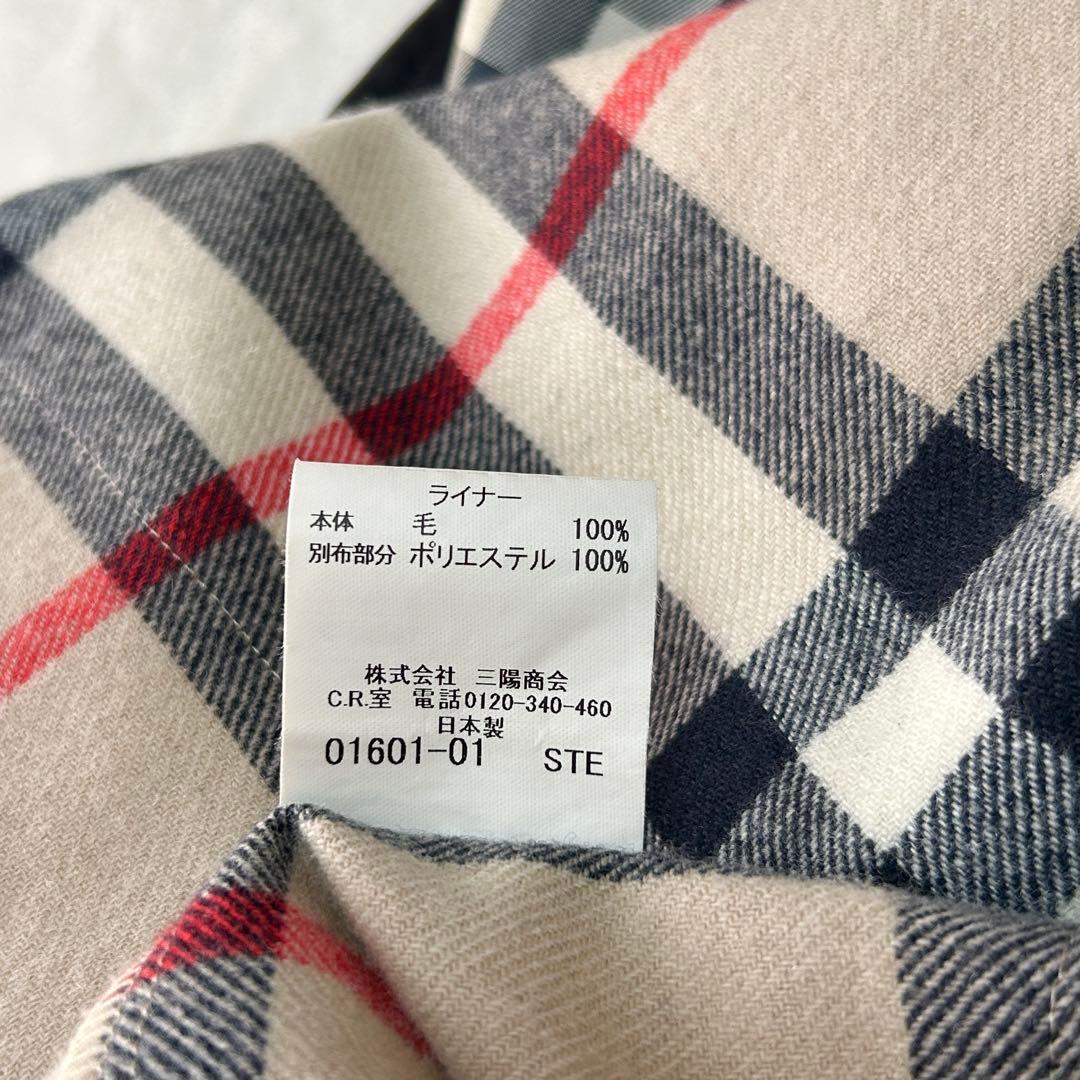 ライナー
本体 毛 100%
別布部分 ポリエステル 100%
株式会社 三陽商会
C.R.室 電話0120-340-460
日本製
01601-01 STE